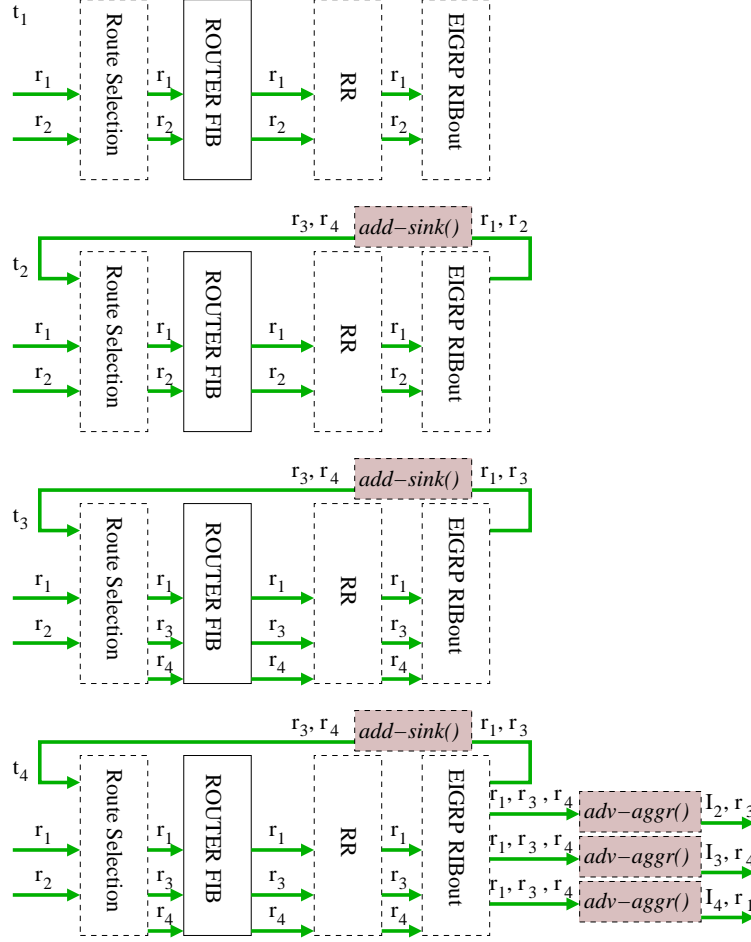 t1
r1 r1 r1 r1
r2 r2 r2 r2
Route Selection
ROUTER FIB
RR
EIGRP RIBout
r3, r4 add−sink() r1, r2
t2
r1 r1 r1 r1
r2 r2 r2 r2
Route Selection
ROUTER FIB
RR
EIGRP RIBout
r3, r4 add−sink() r1, r3
t3
r1 r1 r1 r1
r2 r3 r3 r3
r4 r4 r4
Route Selection
ROUTER FIB
RR
EIGRP RIBout
r3, r4 add−sink() r1, r3
t4
r1 r1 r1 r1
r2 r3 r3 r3
r4 r4 r4
Route Selection
ROUTER FIB
RR
EIGRP RIBout
r1, r3 , r4 adv−aggr() I2, r3
r1, r3 , r4 adv−aggr() I3, r4
r1, r3 , r4 adv−aggr() I4, r1